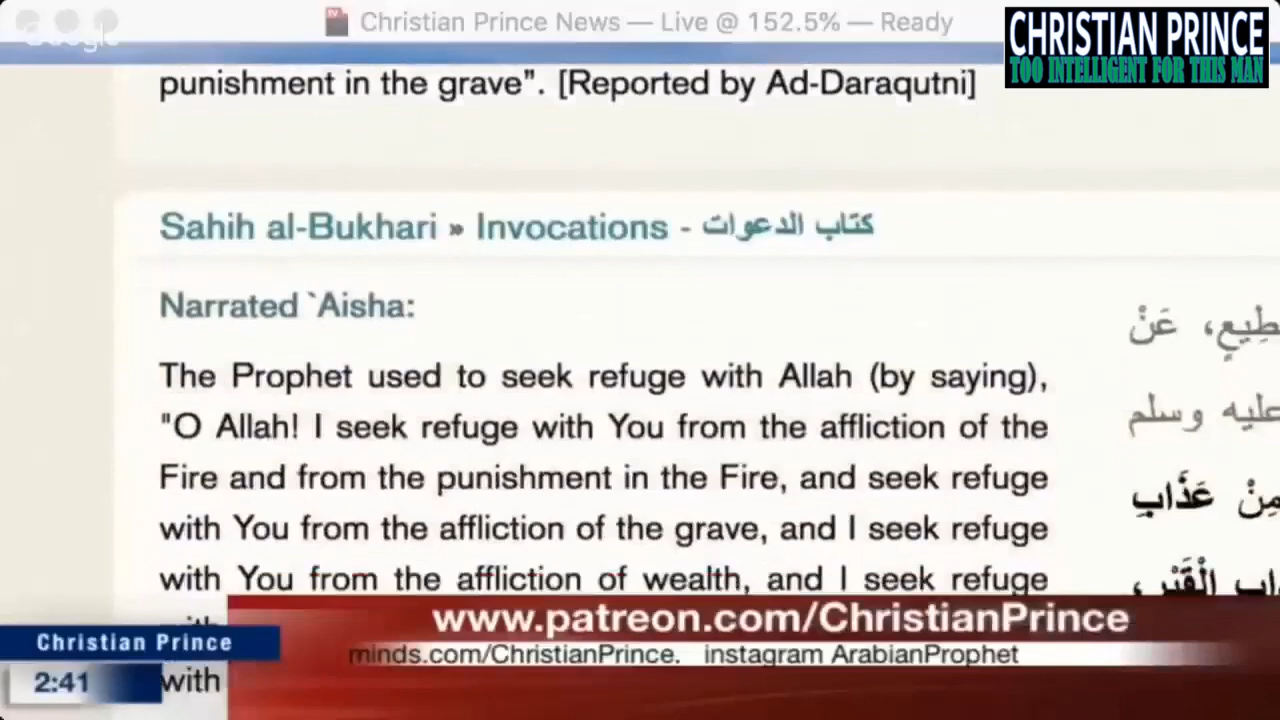 Christian Prince News — Live @ 152.5% — Ready
Google
CHRISTIAN PRINCE
TOO INTELLIGENT FOR THIS MAN
punishment in the grave". [Reported by Ad-Daraqutni]
Sahih al-Bukhari » Invocations - كتاب الدعوات
Narrated `Aisha:
The Prophet used to seek refuge with Allah (by saying),
"O Allah! I seek refuge with You from the affliction of the
Fire and from the punishment in the Fire, and seek refuge
with You from the affliction of the grave, and I seek refuge
with You from the affliction of wealth, and I seek refuge
with
عَنْ
عليه وسلم
مِنْ عَذَابِ
الْقَبْرِ،
www.patreon.com/ChristianPrince
Christian Prince
minds.com/ChristianPrince. instagram ArabianProphet
2:41